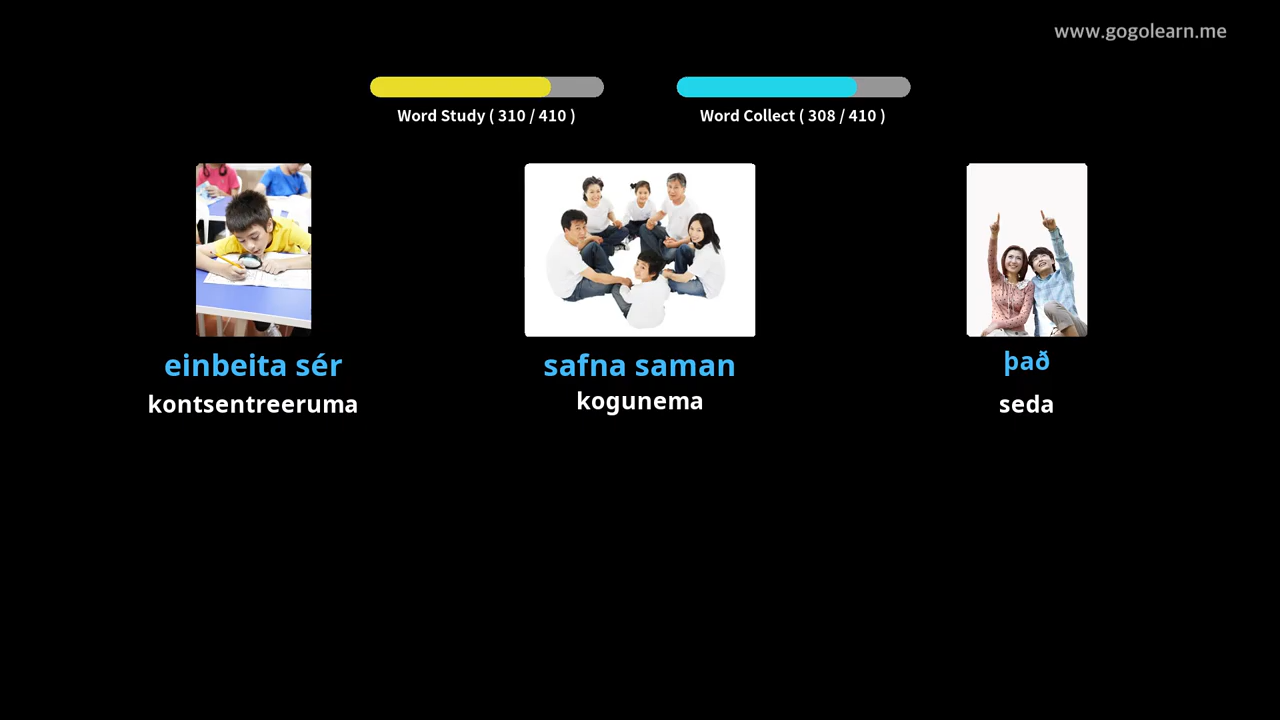 www.gogolearn.me
Word Study ( 310 / 410 )
Word Collect ( 308 / 410 )
einbeita sér
safna saman
það
kontsentreeruma
kogunema
seda